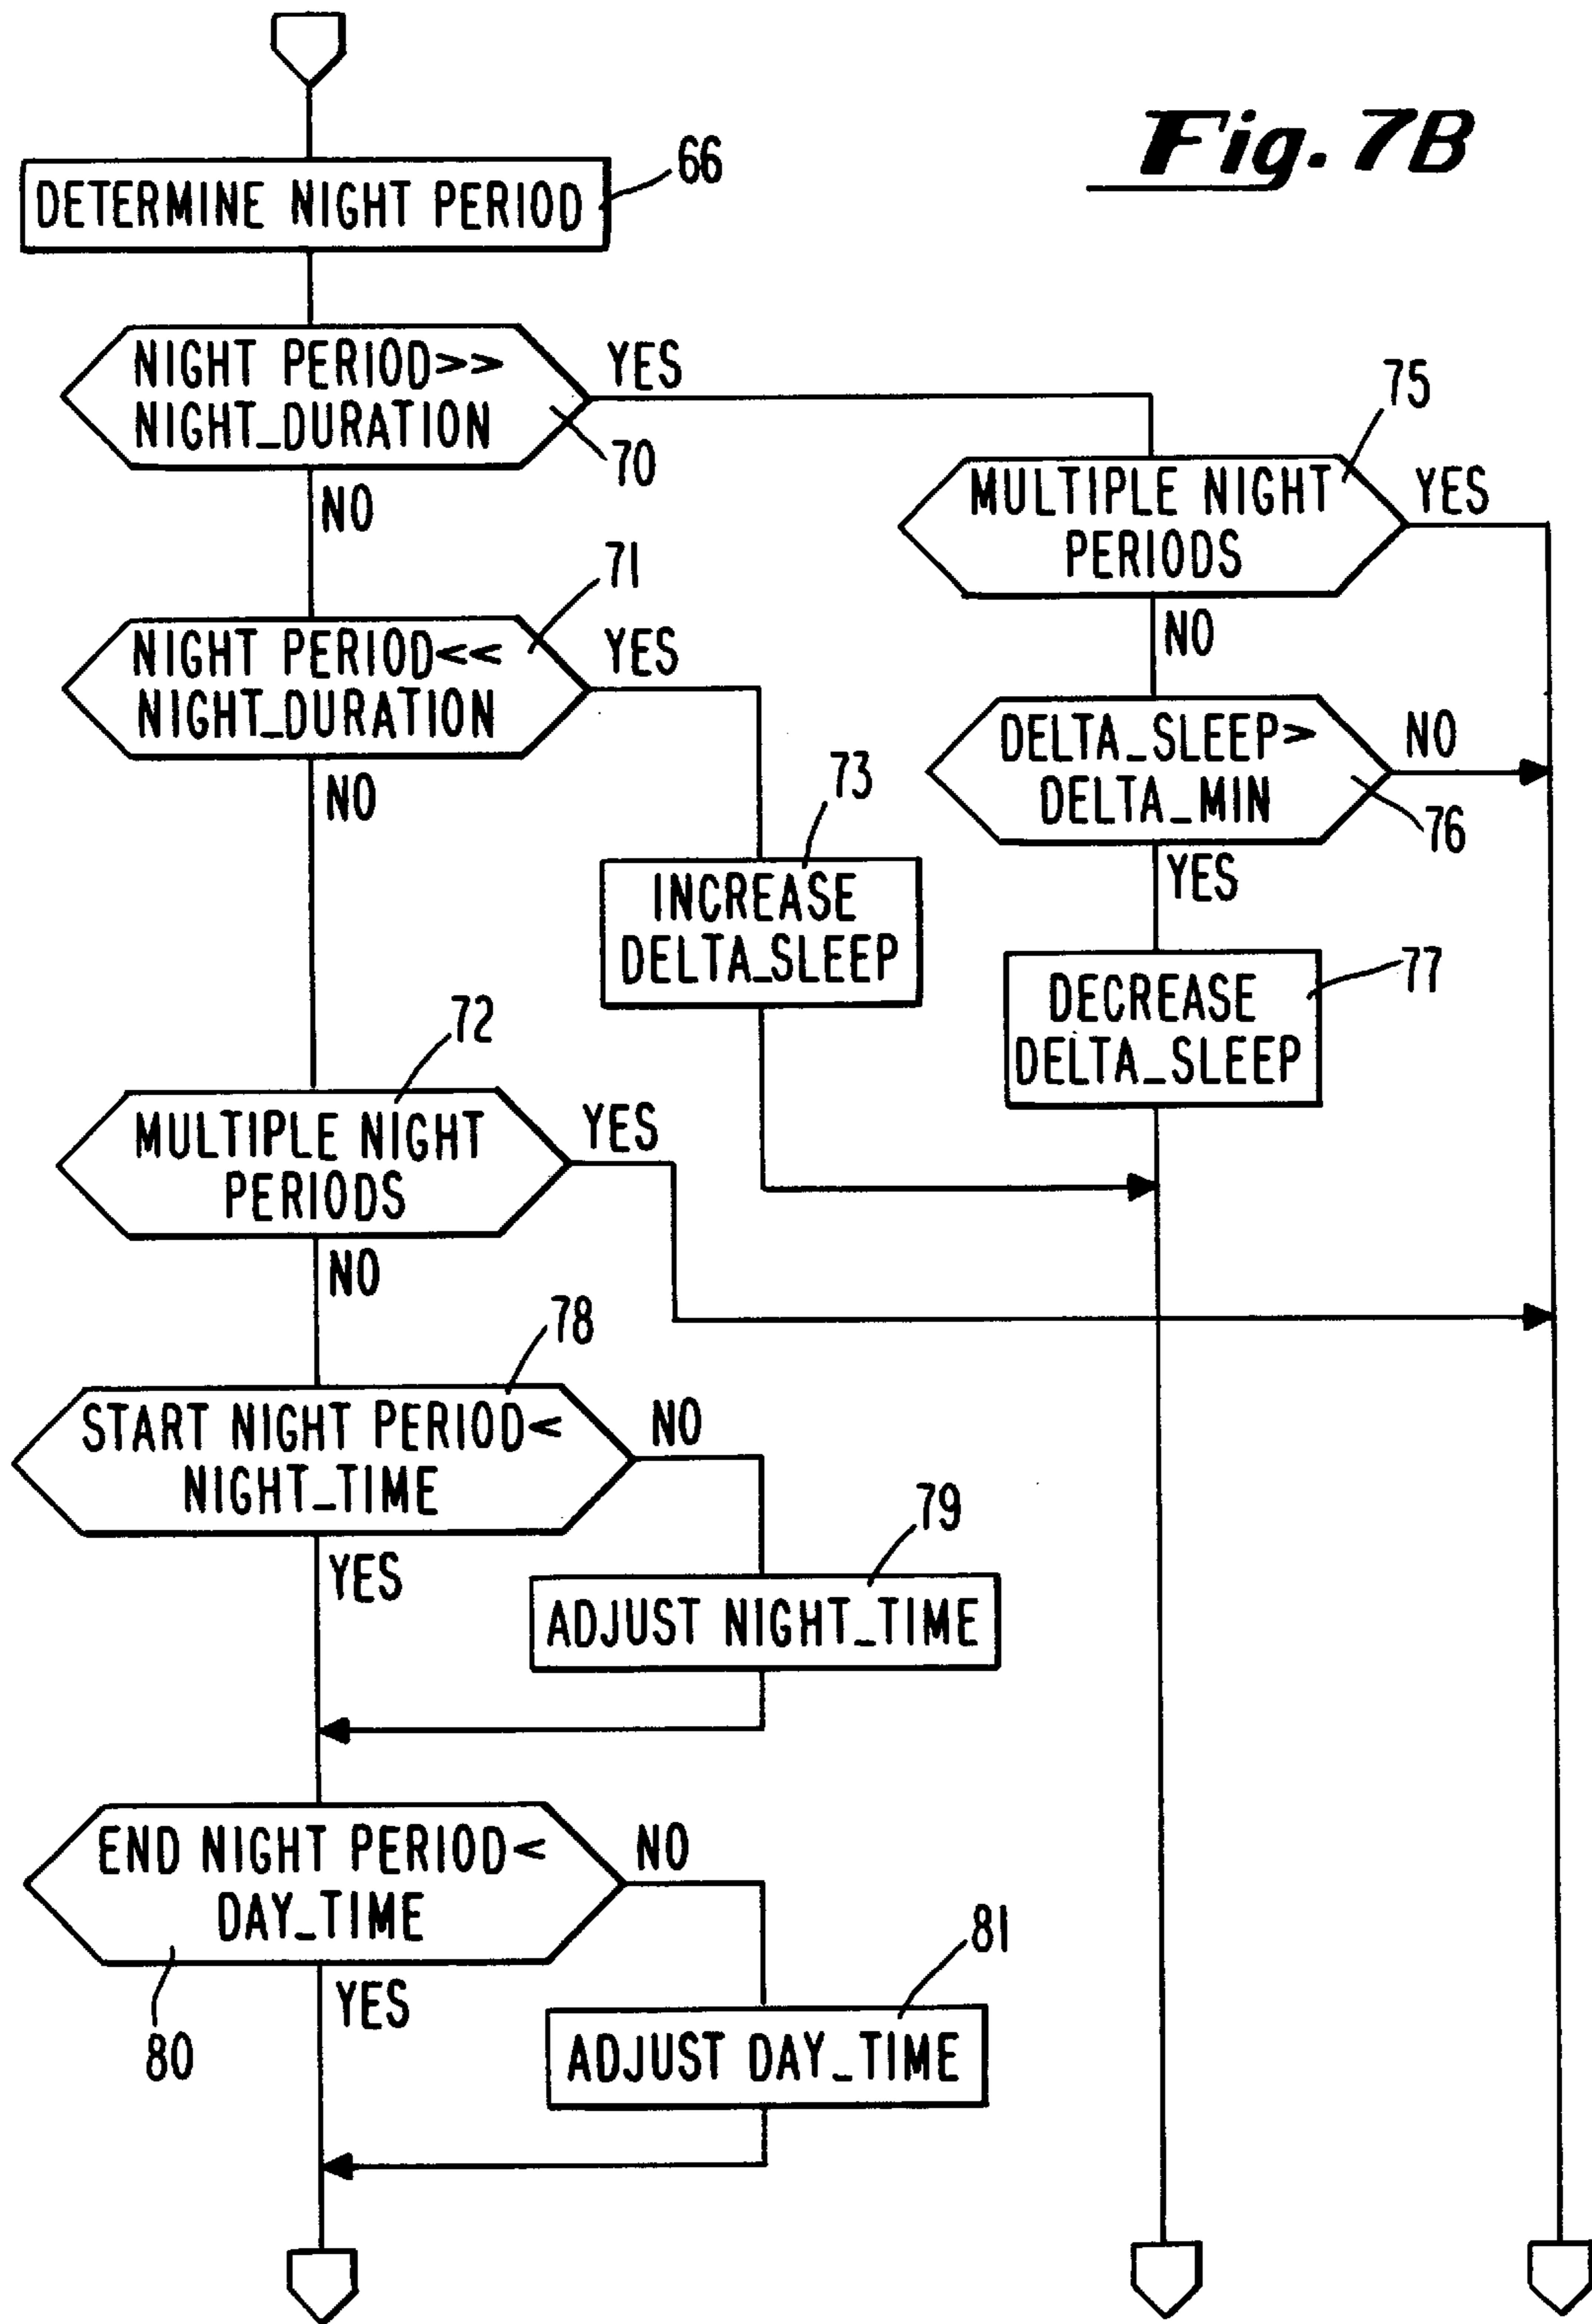 Fig. 7B
DETERMINE NIGHT PERIOD
66
NIGHT PERIOD>>
NIGHT_DURATION
YES
70
NO
75
MULTIPLE NIGHT
PERIODS
YES
NO
71
NIGHT PERIOD<<
NIGHT_DURATION
YES
NO
DELTA_SLEEP>
DELTA_MIN
NO
76
YES
73
INCREASE
DELTA_SLEEP
77
DECREASE
DELTA_SLEEP
72
MULTIPLE NIGHT
PERIODS
YES
NO
78
START NIGHT PERIOD<
NIGHT_TIME
NO
YES
79
ADJUST NIGHT_TIME
END NIGHT PERIOD<
DAY_TIME
NO
80
YES
81
ADJUST DAY_TIME